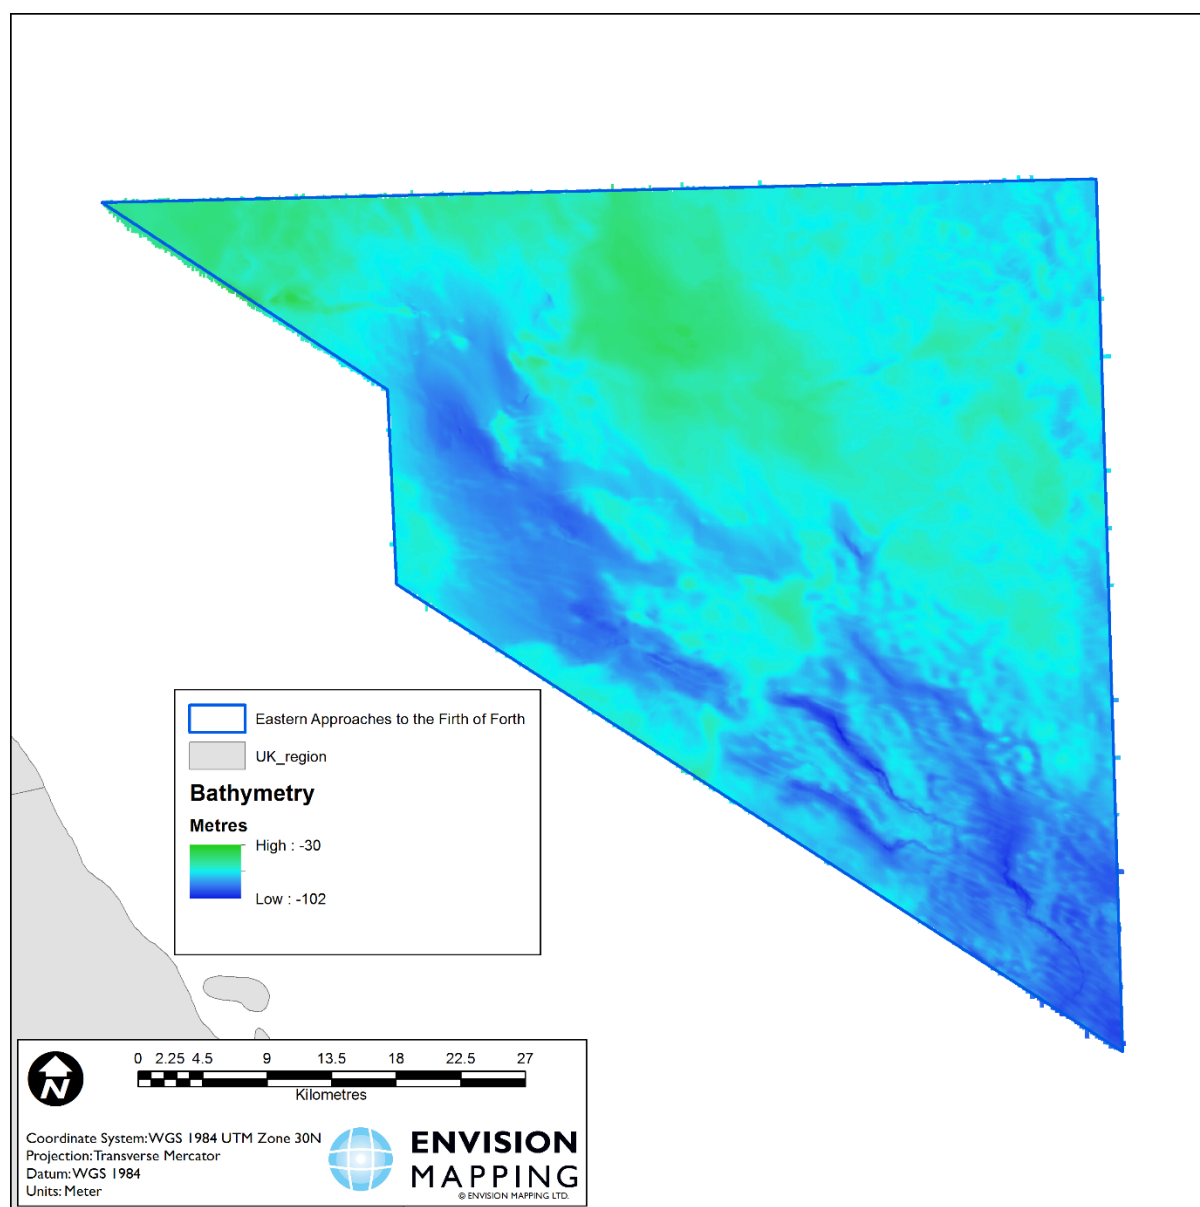 Eastern Approaches to the Firth of Forth
UK_region
Bathymetry
Metres
High : -30
Low : -102
0 2.25 4.5 9 13.5 18 22.5 27
Kilometres
N
Coordinate System: WGS 1984 UTM Zone 30N
Projection: Transverse Mercator
Datum: WGS 1984
Units: Meter
ENVISION
MAPPING
© ENVISION MAPPING LTD.